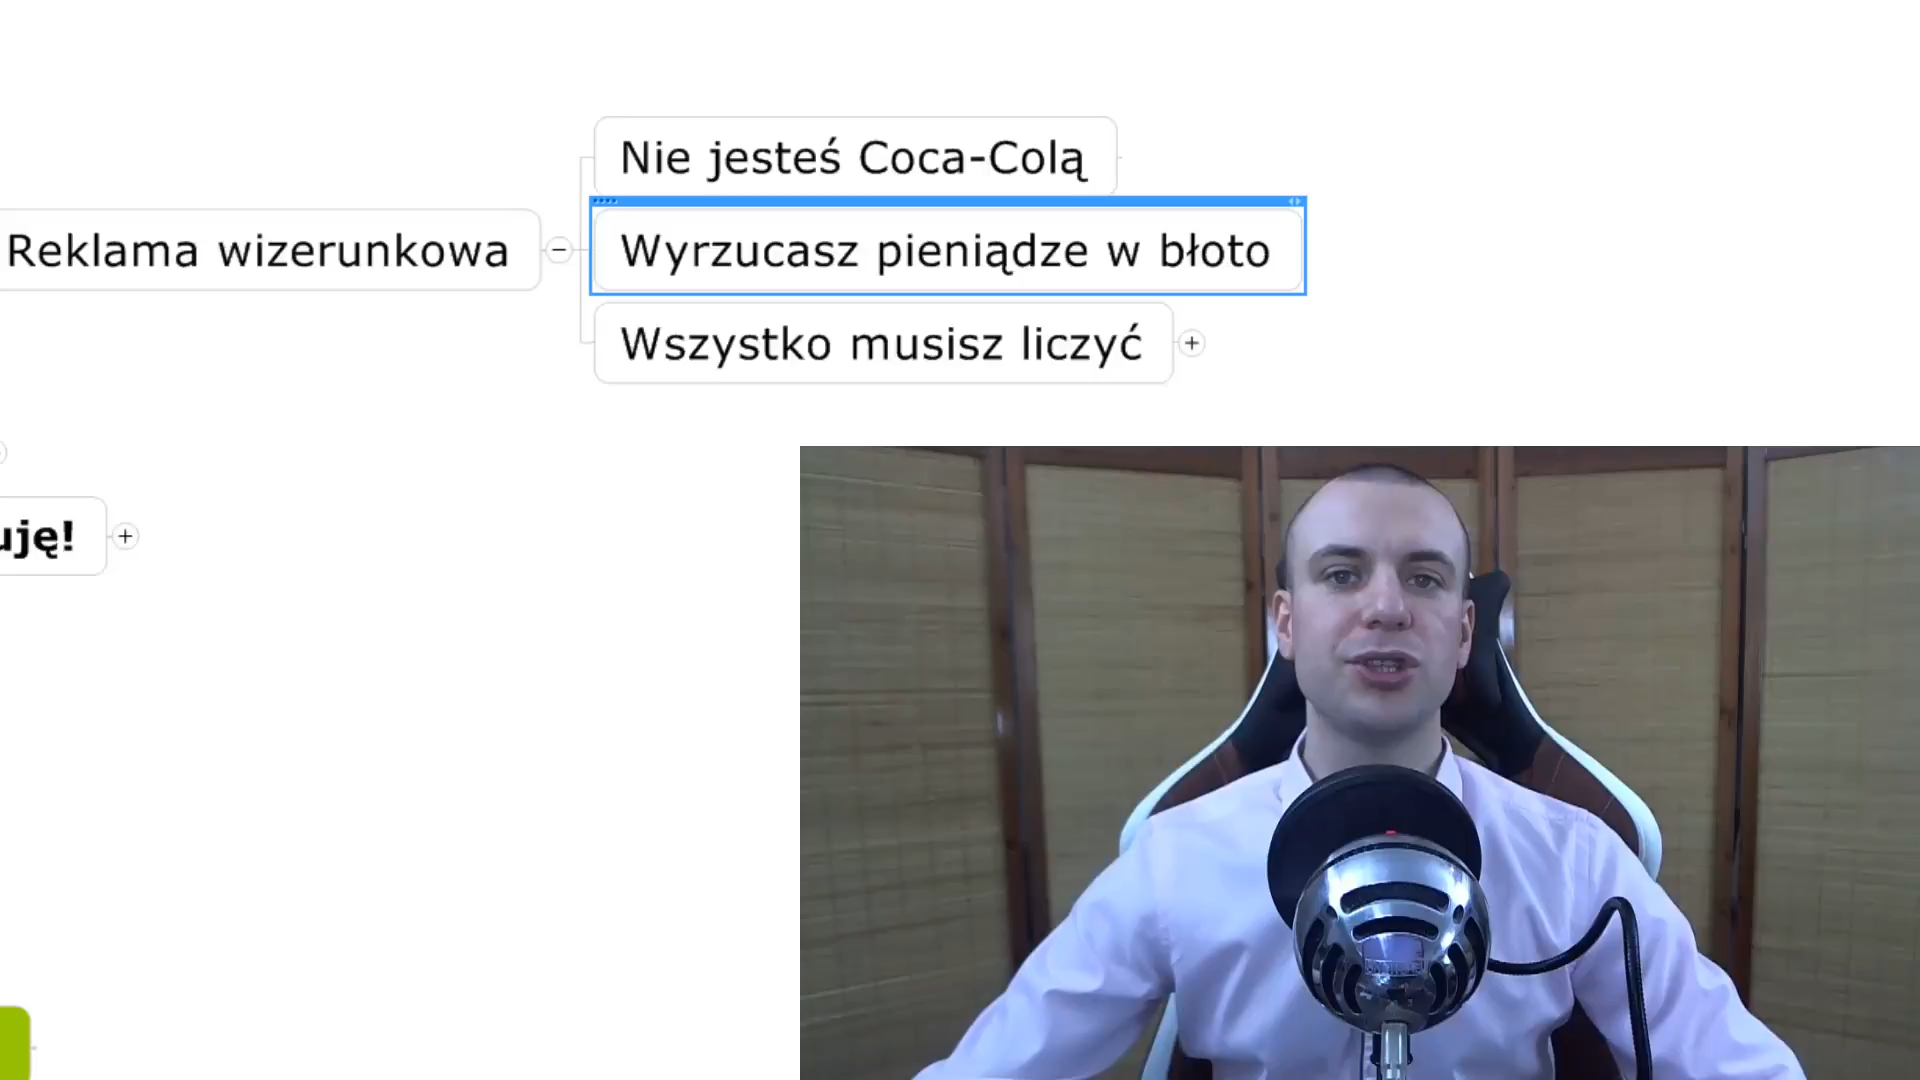 Nie jesteś Coca-Colą
Reklama wizerunkowa
Wyrzucasz pieniądze w błoto
Wszystko musisz liczyć
uję!